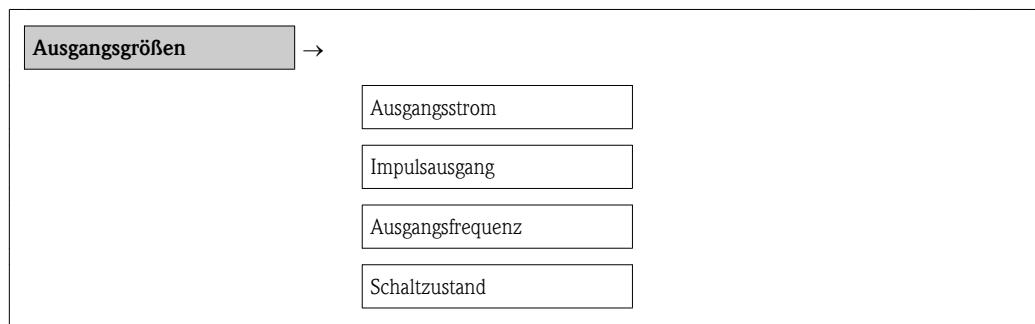 Ausgangsgrößen →
Ausgangsstrom
Impulsausgang
Ausgangsfrequenz
Schaltzustand